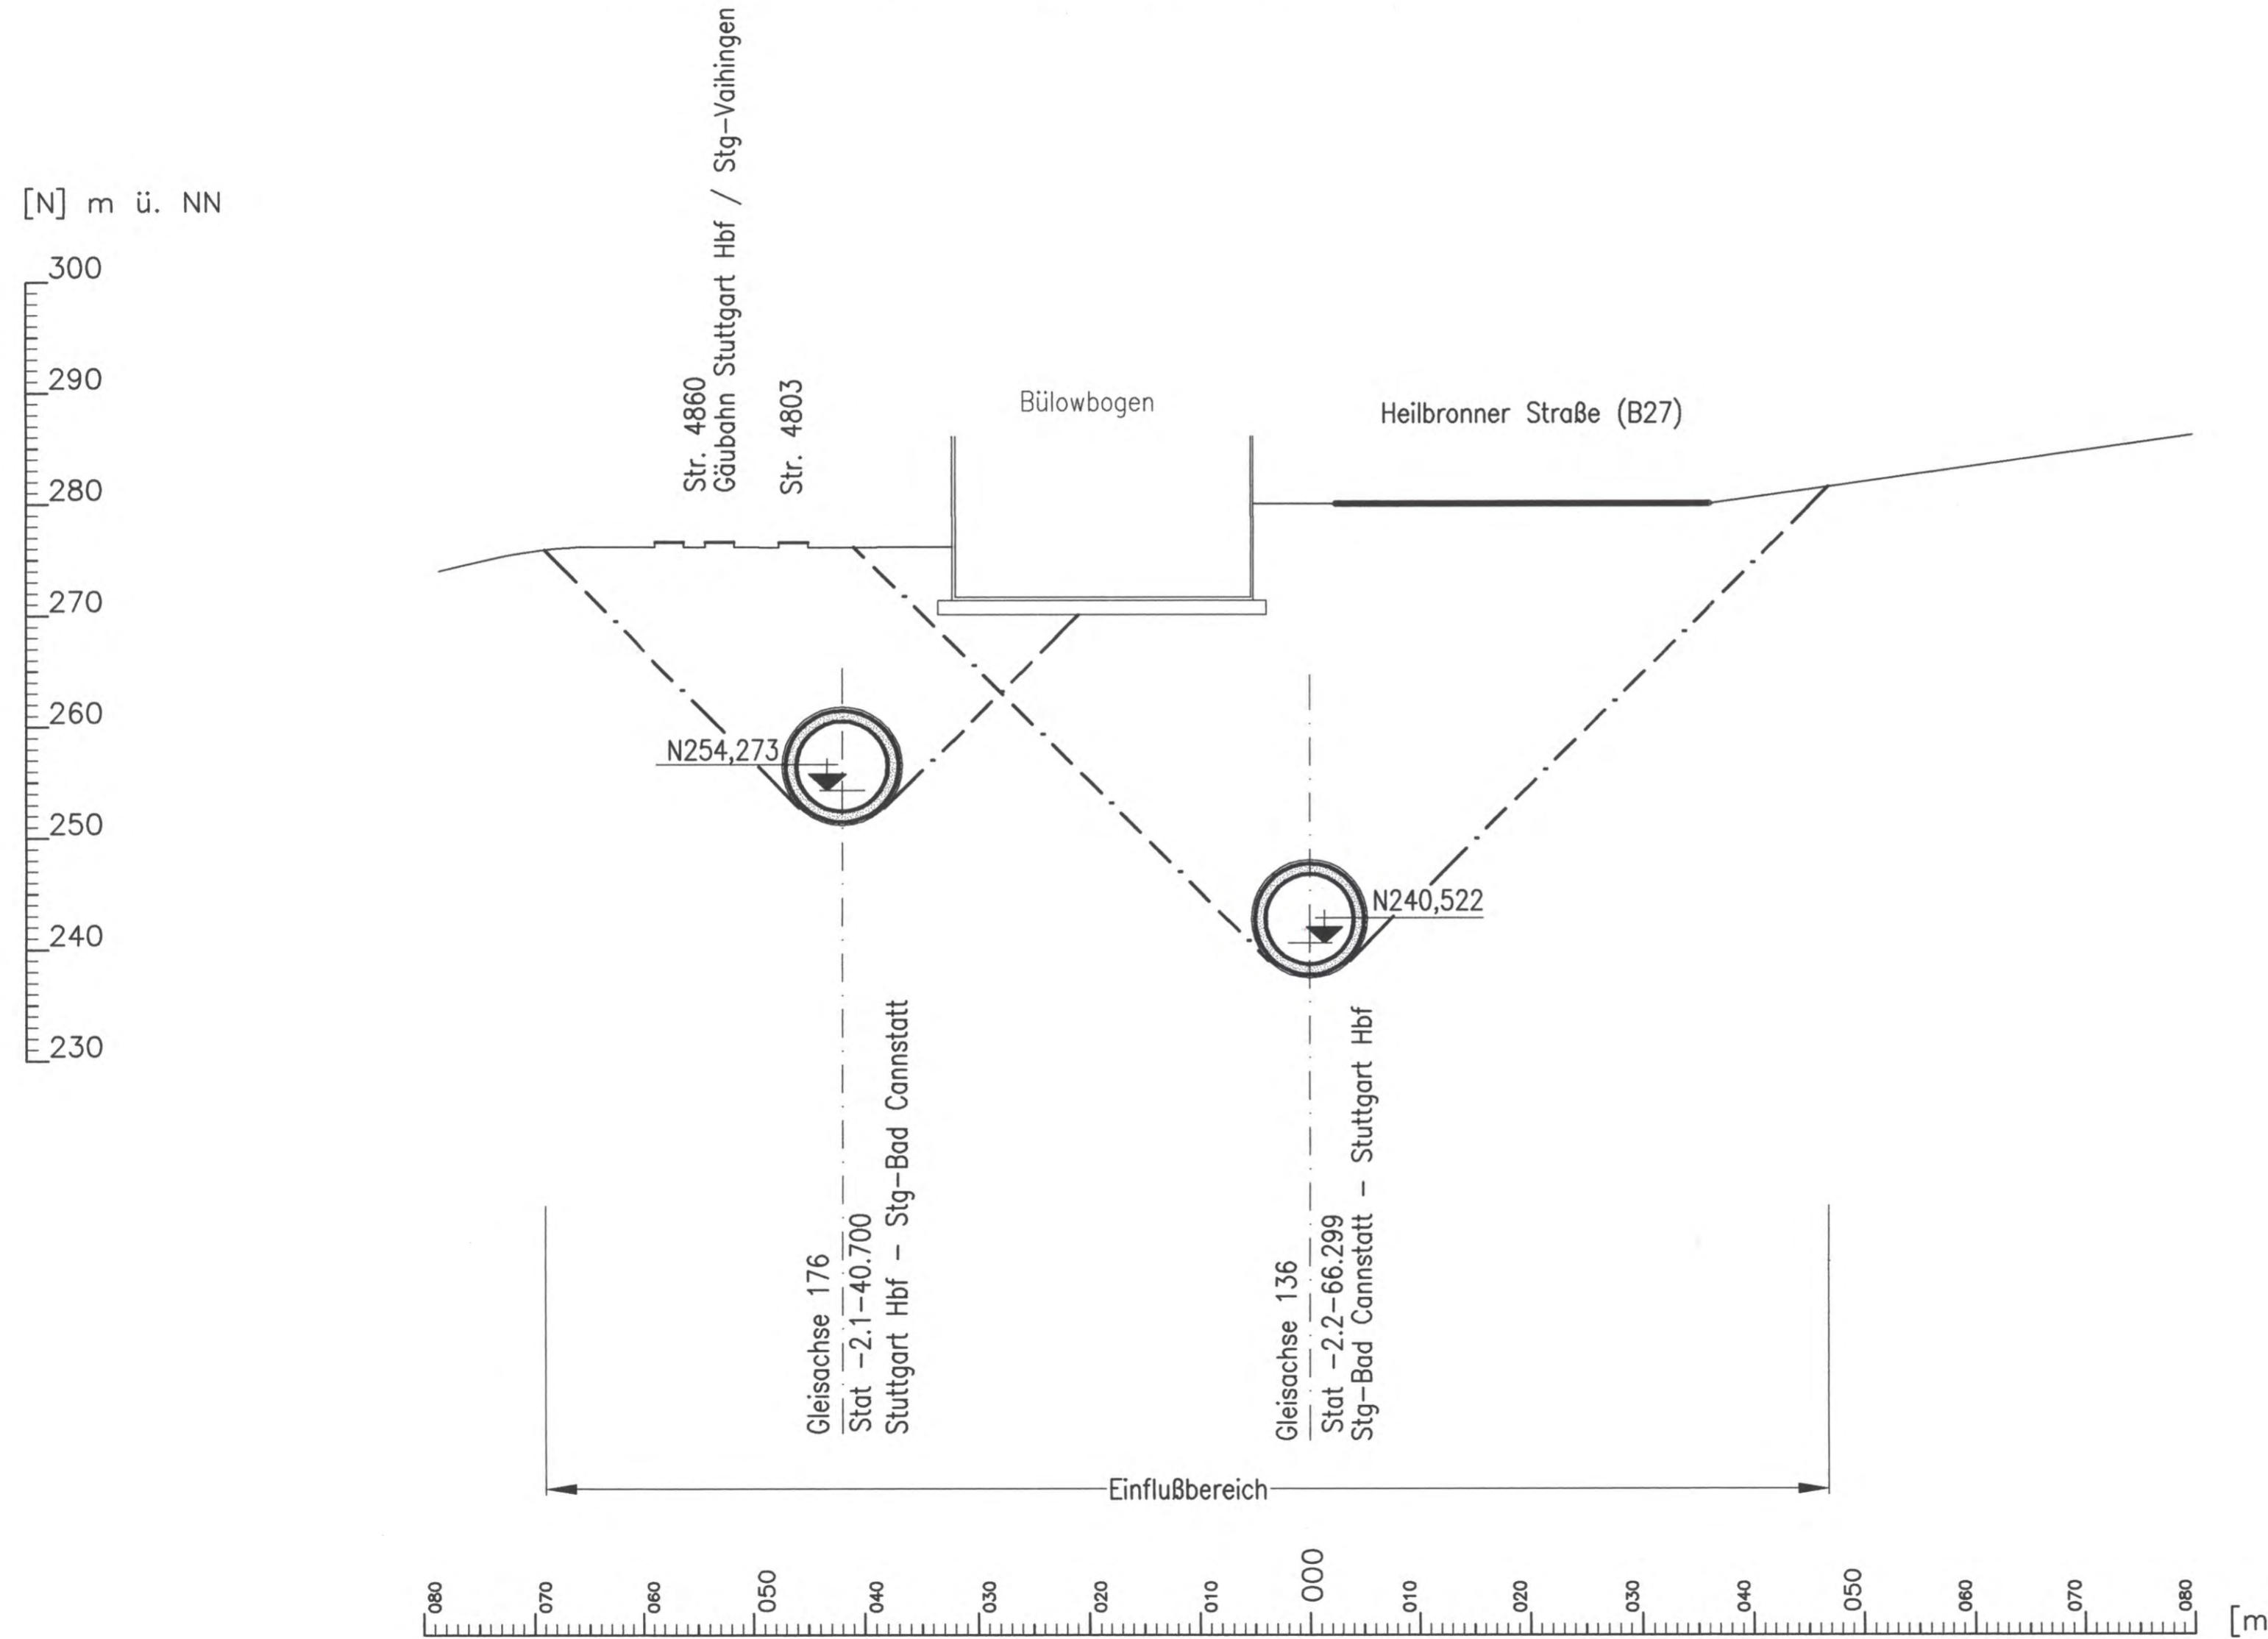 [N] m ü. NN
300
290
280
270
260
250
240
230
Str. 4860
Gäubahn Stuttgart Hbf / Stg-Vaihingen
Str. 4803
Bülowbogen
Heilbronner Straße (B27)
N254,273
N240,522
Gleisachse 176
Stat -2.1-40.700
Stuttgart Hbf - Stg-Bad Cannstatt
Gleisachse 136
Stat -2.2-66.299
Stg-Bad Cannstatt - Stuttgart Hbf
Einflußbereich
080
070
060
050
040
030
020
010
000
010
020
030
040
050
060
070
080
[m